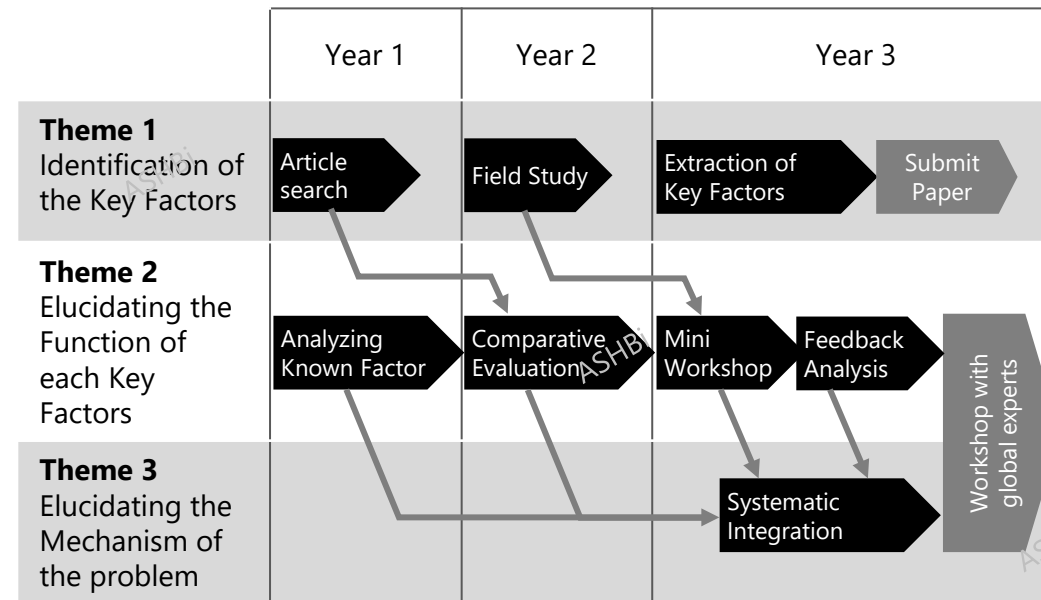 Year 1
Year 2
Year 3
Theme 1
Identification of
the Key Factors
Article
search
Field Study
Extraction of
Key Factors
Submit
Paper
ASHBi
Theme 2
Elucidating the
Function of
each Key
Factors
Analyzing
Known Factor
Comparative
Evaluation
ASHBi
Mini
Workshop
Feedback
Analysis
Workshop with
global experts
Theme 3
Elucidating the
Mechanism of
the problem
Systematic
Integration
AS